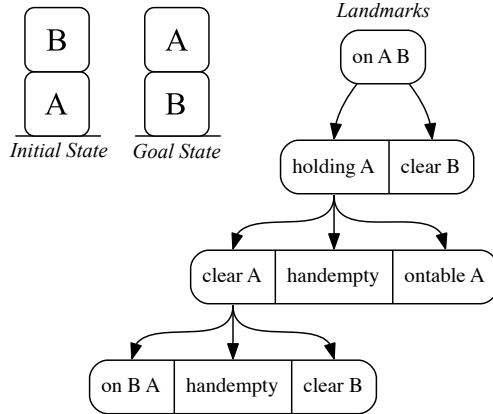 B
A
Initial State
A
B
Goal State
Landmarks
on A B
holding A clear B
clear A handempty ontable A
on B A handempty clear B